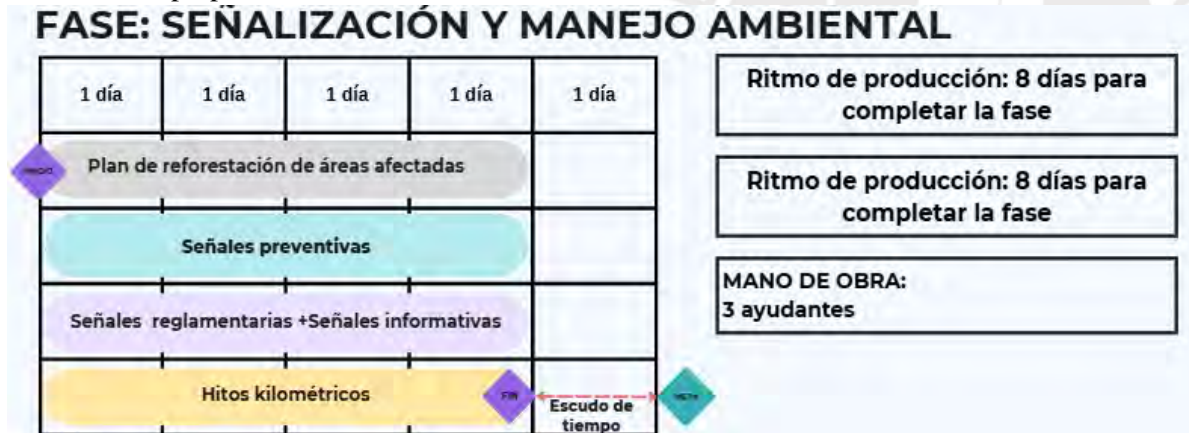 FASE: SEÑALIZACIÓN Y MANEJO AMBIENTAL
1 día
1 día
1 día
1 día
1 día
Ritmo de producción: 8 días para
completar la fase
INICIO
Plan de reforestación de áreas afectadas
Ritmo de producción: 8 días para
completar la fase
Señales preventivas
MANO DE OBRA:
3 ayudantes
Señales reglamentarias +Señales informativas
Hitos kilométricos
FIN
Escudo de
tiempo
META